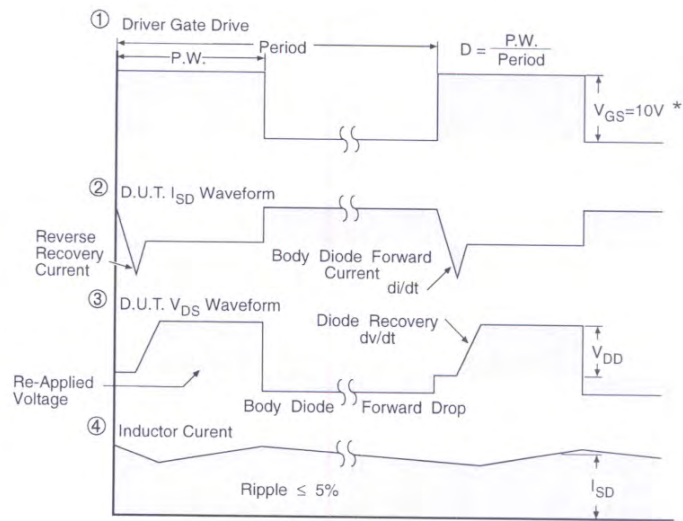 ① Driver Gate Drive
Period
P.W.
D = P.W.
Period
V_GS=10V *
② D.U.T. I_SD Waveform
Reverse
Recovery
Current
Body Diode Forward
Current
di/dt
③ D.U.T. V_DS Waveform
Diode Recovery
dv/dt
V_DD
Re-Applied
Voltage
Body Diode Forward Drop
④ Inductor Curent
Ripple ≤ 5%
I_SD